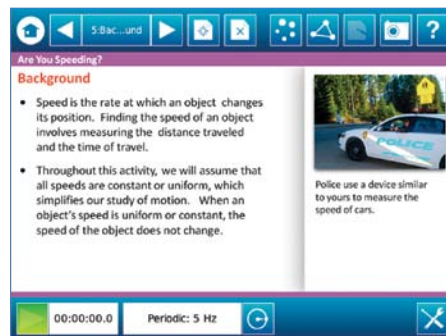 5:Bac...und
?
Are You Speeding?
Background
• Speed is the rate at which an object changes
its position. Finding the speed of an object
involves measuring the distance traveled
and the time of travel.
• Throughout this activity, we will assume that
all speeds are constant or uniform, which
simplifies our study of motion. When an
object's speed is uniform or constant, the
speed of the object does not change.
POLICE
Police use a device similar
to yours to measure the
speed of cars.
00:00:00.0
Periodic: 5 Hz